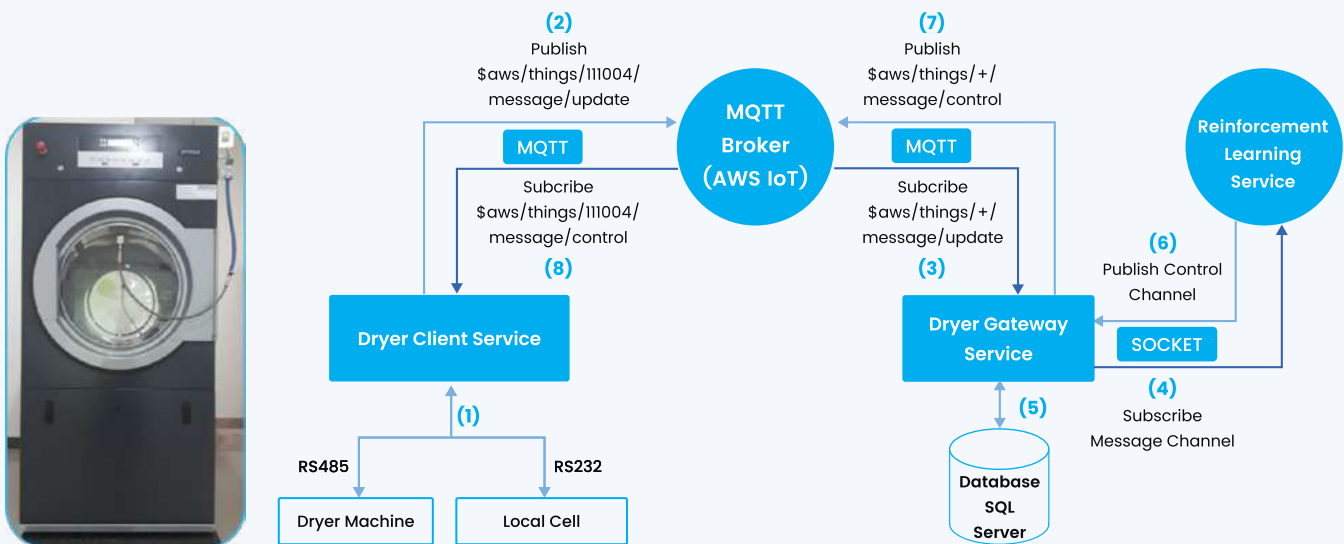 (2)
Publish
$aws/things/111004/
message/update
(7)
Publish
$aws/things/+/
message/control
MQTT
Broker
(AWS IoT)
Reinforcement
Learning
Service
MQTT
MQTT
Subcribe
$aws/things/111004/
message/control
(8)
Subcribe
$aws/things/+/
message/update
(3)
(6)
Publish Control
Channel
Dryer Client Service
Dryer Gateway
Service
SOCKET
(4)
Subscribe
Message Channel
(1)
(5)
RS485
RS232
Dryer Machine
Local Cell
Database
SQL
Server